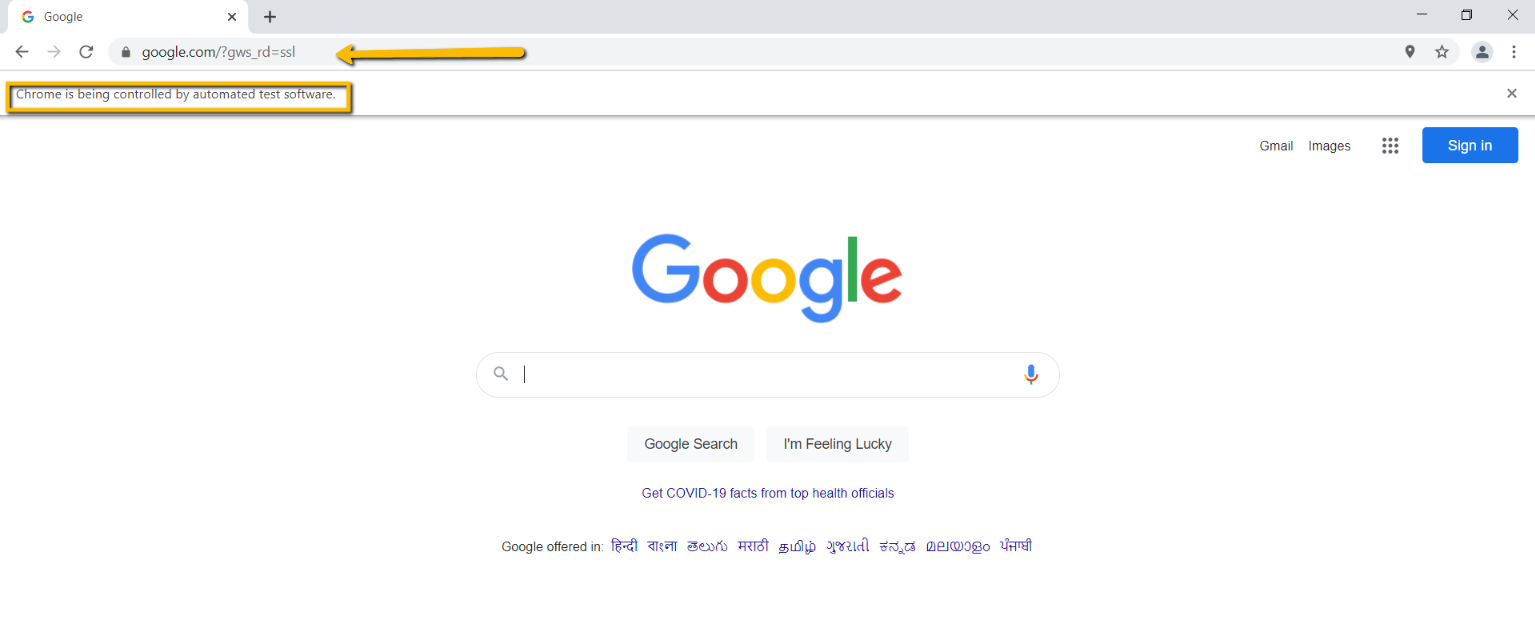 Google
google.com/?gws_rd=ssl
Chrome is being controlled by automated test software.
Gmail Images Sign in
Google
Google Search I'm Feeling Lucky
Get COVID-19 facts from top health officials
Google offered in: हिन्दी বাংলা తెలుగు मराठी தமிழ் ગુજરાતી ಕನ್ನಡ മലയാളം ਪੰਜਾਬੀ